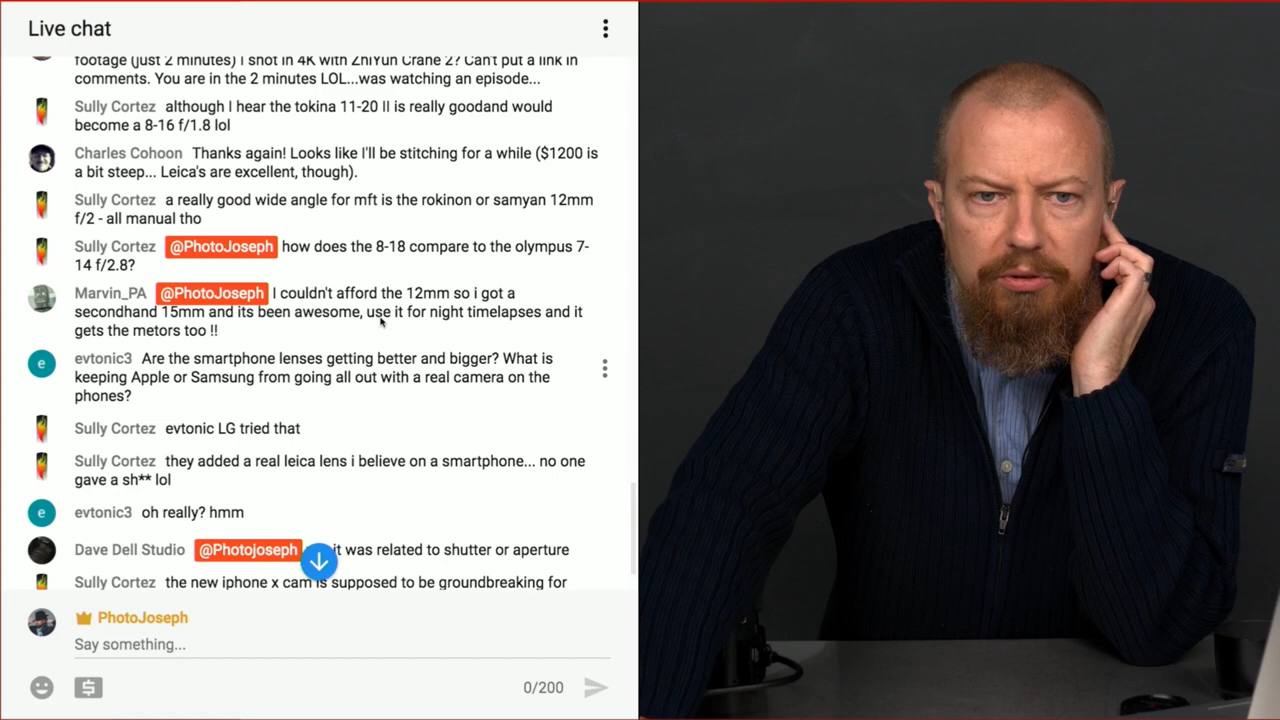 Live chat
footage (just 2 minutes) I shot in 4K with ZhiYun Crane 2? Can't put a link in
comments. You are in the 2 minutes LOL...was watching an episode...
Sully Cortez although I hear the tokina 11-20 II is really goodand would
become a 8-16 f/1.8 lol
Charles Cohoon Thanks again! Looks like I'll be stitching for a while ($1200 is
a bit steep... Leica's are excellent, though).
Sully Cortez a really good wide angle for mft is the rokinon or samyan 12mm
f/2 - all manual tho
Sully Cortez @PhotoJoseph how does the 8-18 compare to the olympus 7-
14 f/2.8?
Marvin_PA @PhotoJoseph I couldn't afford the 12mm so i got a
secondhand 15mm and its been awesome, use it for night timelapses and it
gets the metors too !!
e
evtonic3 Are the smartphone lenses getting better and bigger? What is
keeping Apple or Samsung from going all out with a real camera on the
phones?
Sully Cortez evtonic LG tried that
Sully Cortez they added a real leica lens i believe on a smartphone... no one
gave a sh** lol
e
evtonic3 oh really? hmm
Dave Dell Studio @Photojoseph it was related to shutter or aperture
Sully Cortez the new iphone x cam is supposed to be groundbreaking for
PhotoJoseph
Say something...
$
0/200